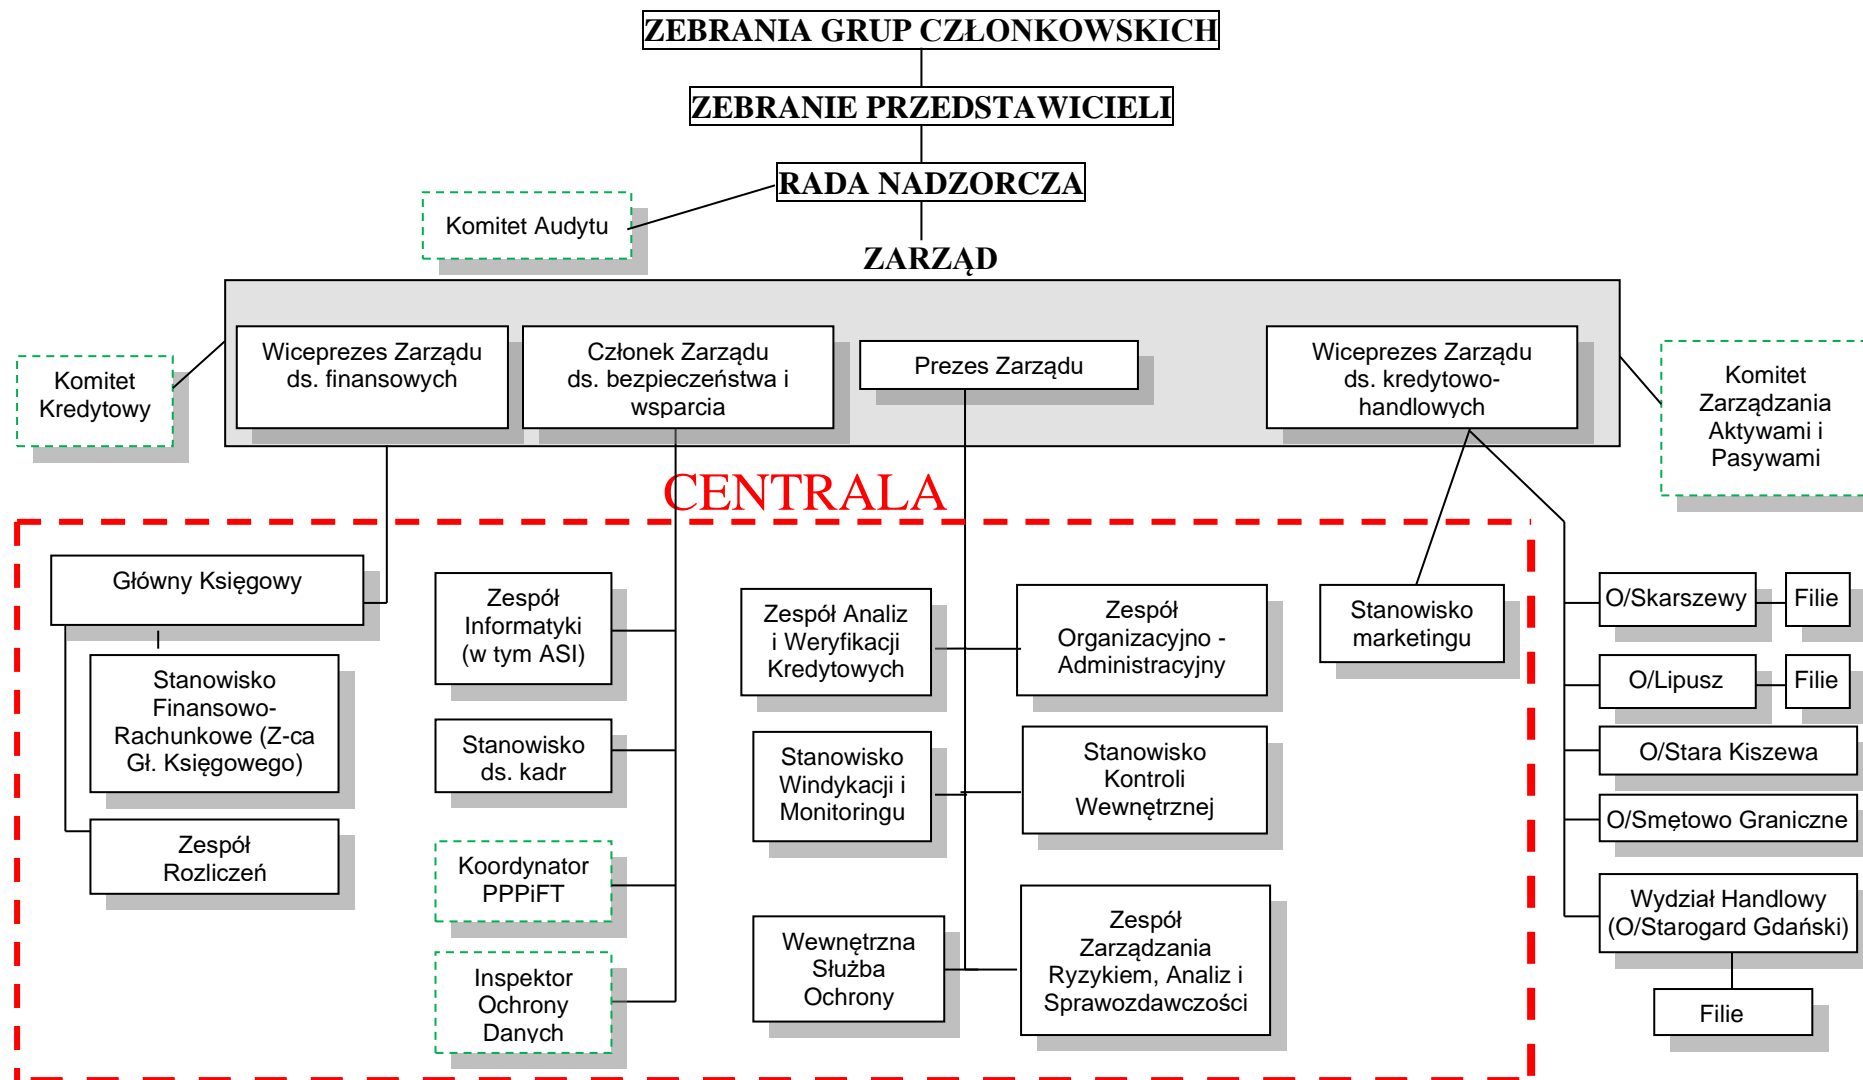 ZEBRANIA GRUP CZŁONKOWSKICH
ZEBRANIE PRZEDSTAWICIELI
RADA NADZORCZA
Komitet Audytu
ZARZĄD
Komitet
Kredytowy
Wiceprezes Zarządu
ds. finansowych
Członek Zarządu
ds. bezpieczeństwa i
wsparcia
Prezes Zarządu
Wiceprezes Zarządu
ds. kredytowo-
handlowych
Komitet
Zarządzania
Aktywami i
Pasywami
CENTRALA
Główny Księgowy
Stanowisko
Finansowo-
Rachunkowe (Z-ca
Gł. Księgowego)
Zespół
Rozliczeń
Zespół
Informatyki
(w tym ASI)
Stanowisko
ds. kadr
Koordynator
PPPiFT
Inspektor
Ochrony
Danych
Zespół Analiz
i Weryfikacji
Kredytowych
Stanowisko
Windykacji i
Monitoringu
Wewnętrzna
Służba
Ochrony
Zespół
Organizacyjno -
Administracyjny
Stanowisko
Kontroli
Wewnętrznej
Zespół
Zarządzania
Ryzykiem, Analiz i
Sprawozdawczości
Stanowisko
marketingu
O/Skarszewy
Filie
O/Lipusz
Filie
O/Stara Kiszewa
O/Smętowo Graniczne
Wydział Handlowy
(O/Starogard Gdański)
Filie